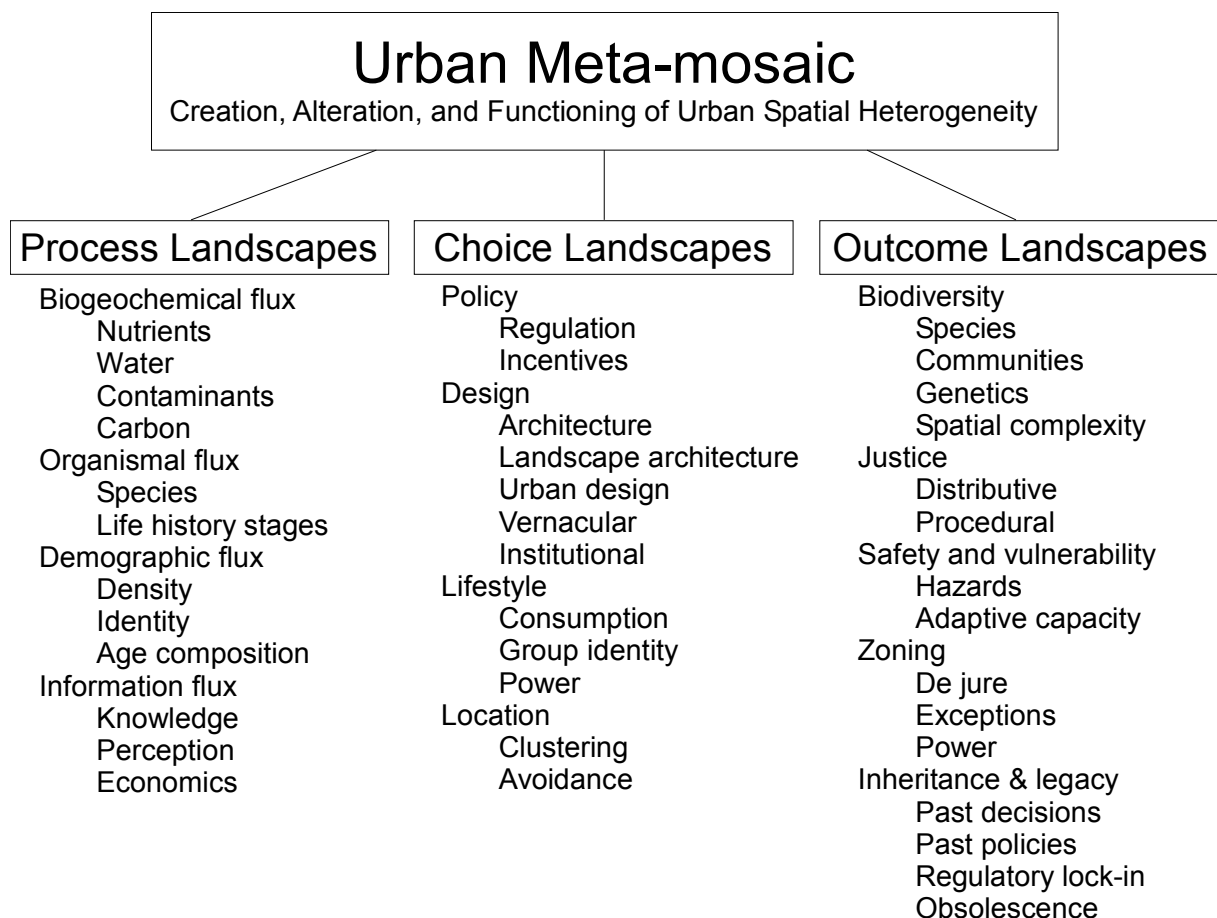 Urban Meta-mosaic
Creation, Alteration, and Functioning of Urban Spatial Heterogeneity
Process Landscapes
Biogeochemical flux
Nutrients
Water
Contaminants
Carbon
Organismal flux
Species
Life history stages
Demographic flux
Density
Identity
Age composition
Information flux
Knowledge
Perception
Economics
Choice Landscapes
Policy
Regulation
Incentives
Design
Architecture
Landscape architecture
Urban design
Vernacular
Institutional
Lifestyle
Consumption
Group identity
Power
Location
Clustering
Avoidance
Outcome Landscapes
Biodiversity
Species
Communities
Genetics
Spatial complexity
Justice
Distributive
Procedural
Safety and vulnerability
Hazards
Adaptive capacity
Zoning
De jure
Exceptions
Power
Inheritance & legacy
Past decisions
Past policies
Regulatory lock-in
Obsolescence